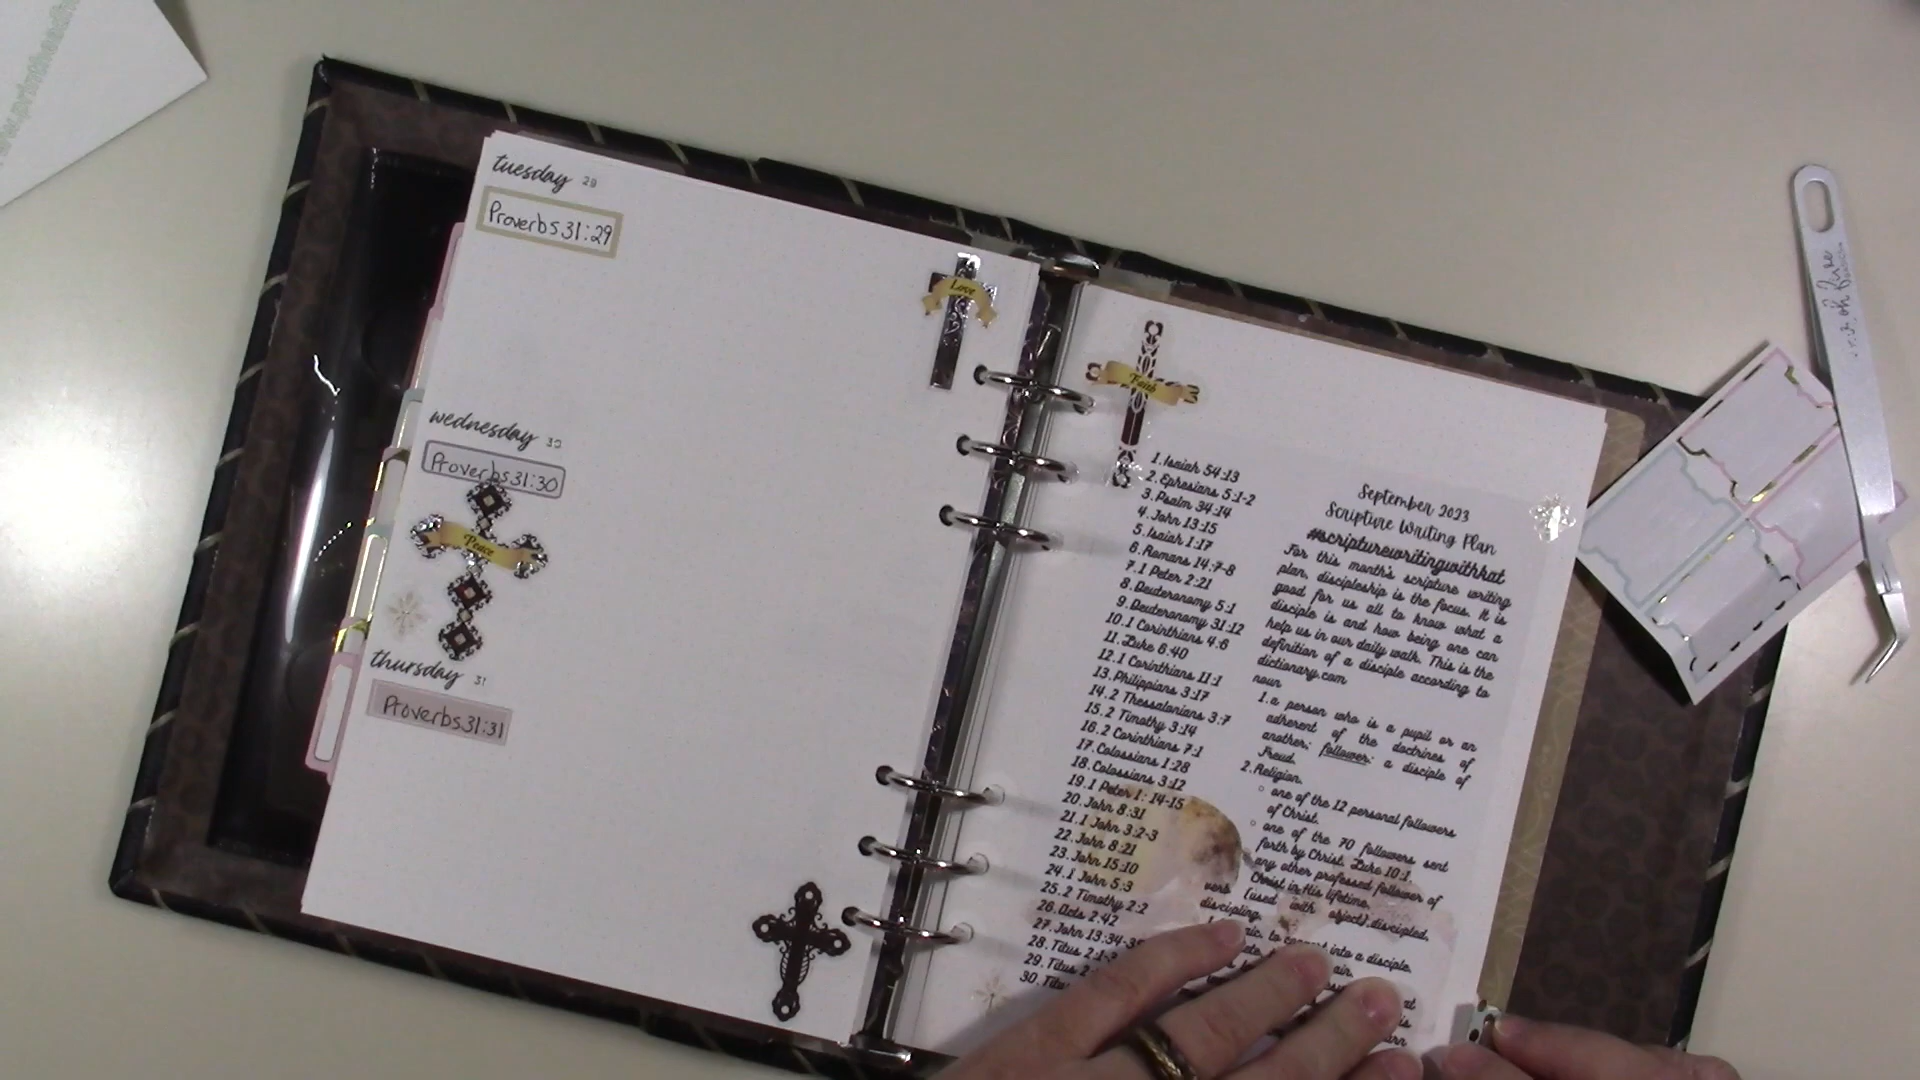 tuesday 29
Proverbs 31:29
Love
wednesday 30
Proverbs 31:30
Peace
thursday 31
Proverbs 31:31
Faith
1. Isaiah 54:13
2. Ephesians 5:1-2
3. Psalm 34:14
4. John 13:15
5. Isaiah 1:17
6. Romans 14:7-8
7. 1 Peter 2:21
8. Deuteronomy 5:1
9. Deuteronomy 31:12
10. 1 Corinthians 4:6
11. Luke 6:40
12. 1 Corinthians 11:1
13. Philippians 3:17
14. 2 Thessalonians 3:7
15. 2 Timothy 3:14
16. 2 Corinthians 7:1
17. Colossians 1:28
18. Colossians 3:12
19. 1 Peter 1: 14-15
20. John 8:31
21. 1 John 3:2-3
22. John 8:21
23. John 15:10
24. 1 John 5:3
25. 2 Timothy 2:2
26. Acts 2:42
27. John 13:34-35
28. Titus 2:1-2
29. Titus 2:
30. Titu
September 2023
Scripture Writing Plan
#scripturewritingwithkat
For this month's scripture writing
plan, discipleship is the focus. It is
good for us all to know what a
disciple is and how being one can
help us in our daily walk. This is the
definition of a disciple according to
dictionary.com
noun
1. a person who is a pupil or an
adherent of the doctrines of
another; follower: a disciple of
Freud.
2. Religion.
one of the 12 personal followers
of Christ.
one of the 70 followers sent
forth by Christ. Luke 10:1.
any other professed follower of
Christ in His lifetime.
verb (used with object), discipled,
discipling.
to convert into a disciple.